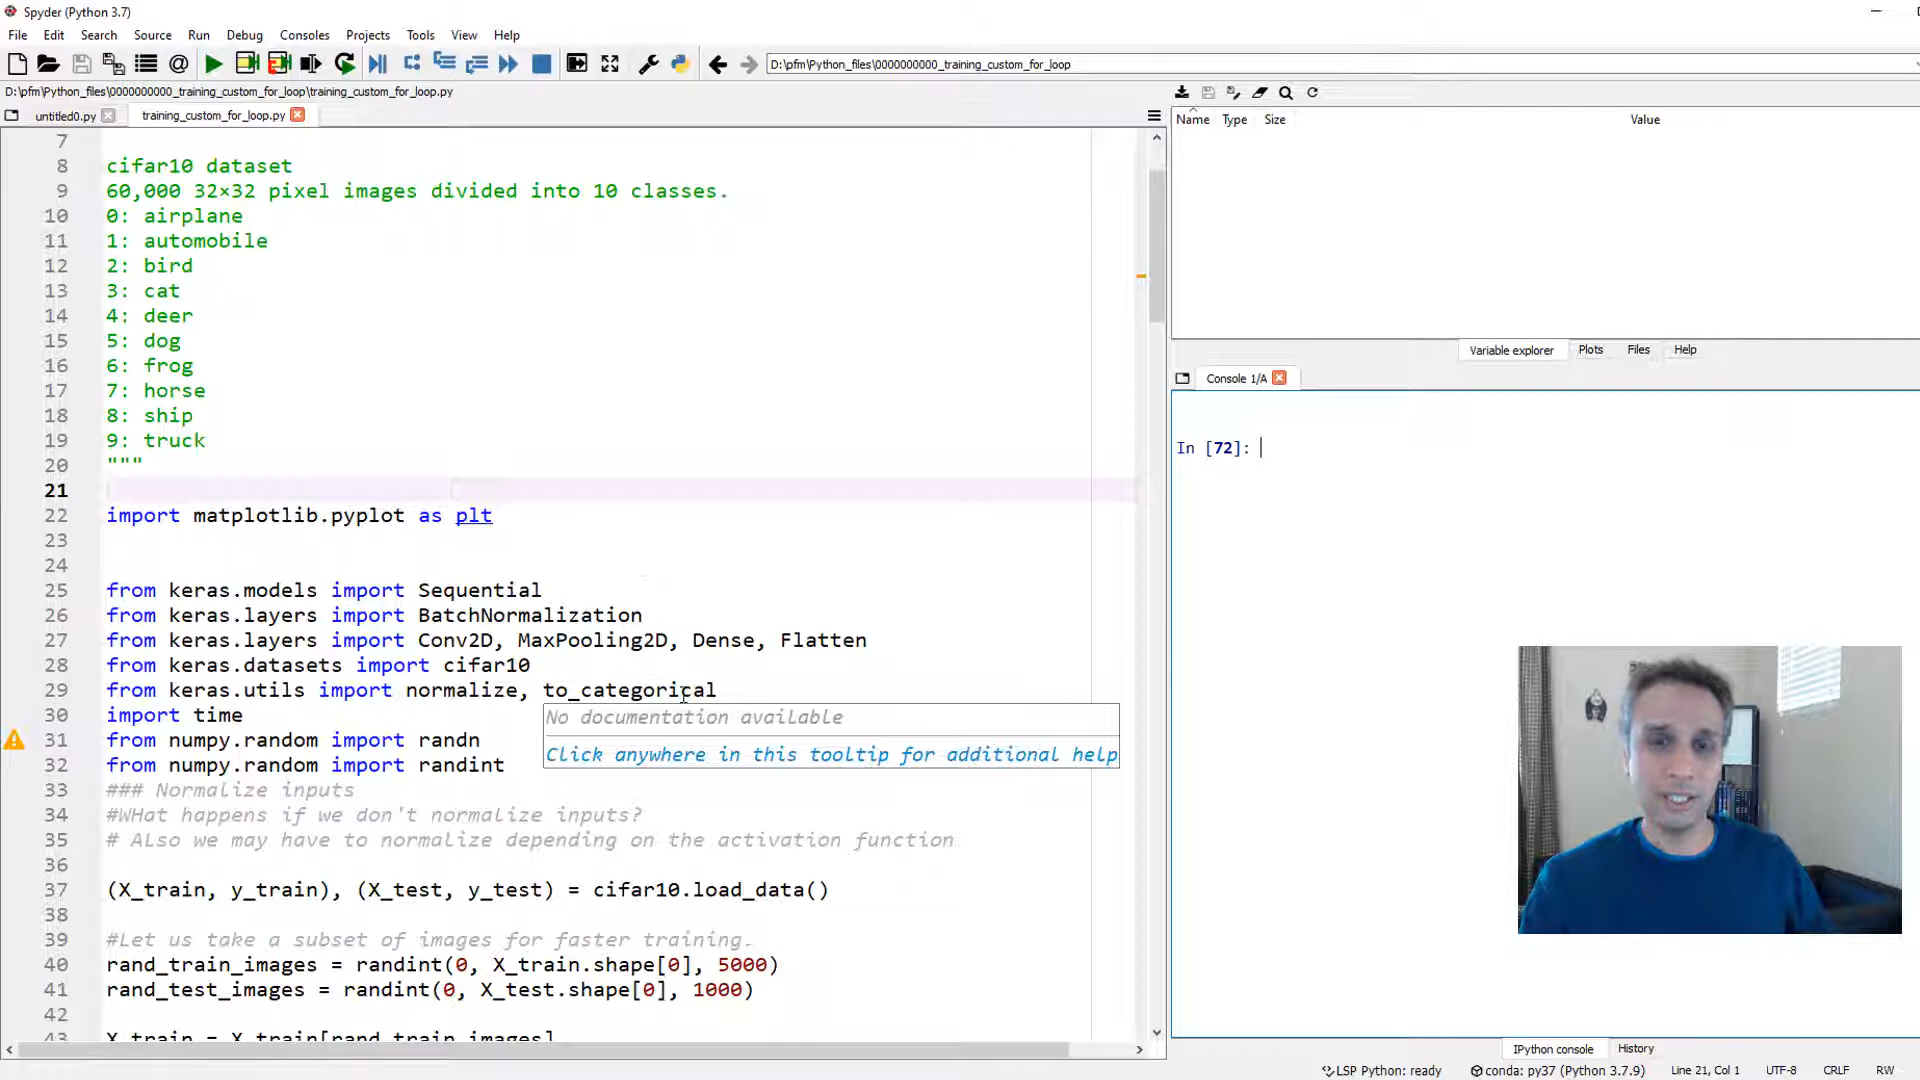 Spyder (Python 3.7)
File Edit Search Source Run Debug Consoles Projects Tools View Help
D:\pfm\Python_files\0000000000_training_custom_for_loop
D:\pfm\Python_files\0000000000_training_custom_for_loop\training_custom_for_loop.py
untitled0.py
training_custom_for_loop.py
7
8 cifar10 dataset
9 60,000 32×32 pixel images divided into 10 classes.
10 0: airplane
11 1: automobile
12 2: bird
13 3: cat
14 4: deer
15 5: dog
16 6: frog
17 7: horse
18 8: ship
19 9: truck
20 """
21
22 import matplotlib.pyplot as plt
23
24
25 from keras.models import Sequential
26 from keras.layers import BatchNormalization
27 from keras.layers import Conv2D, MaxPooling2D, Dense, Flatten
28 from keras.datasets import cifar10
29 from keras.utils import normalize, to_categorical
30 import time
31 from numpy.random import randn
32 from numpy.random import randint
No documentation available
Click anywhere in this tooltip for additional help
33 ### Normalize inputs
34 #WHat happens if we don't normalize inputs?
35 # ALso we may have to normalize depending on the activation function
36
37 (X_train, y_train), (X_test, y_test) = cifar10.load_data()
38
39 #Let us take a subset of images for faster training.
40 rand_train_images = randint(0, X_train.shape[0], 5000)
41 rand_test_images = randint(0, X_test.shape[0], 1000)
42
43 X_train = X_train[rand_train_images]
Name Type Size Value
Variable explorer Plots Files Help
Console 1/A
In [72]:
IPython console History
LSP Python: ready conda: py37 (Python 3.7.9) Line 21, Col 1 UTF-8 CRLF RW